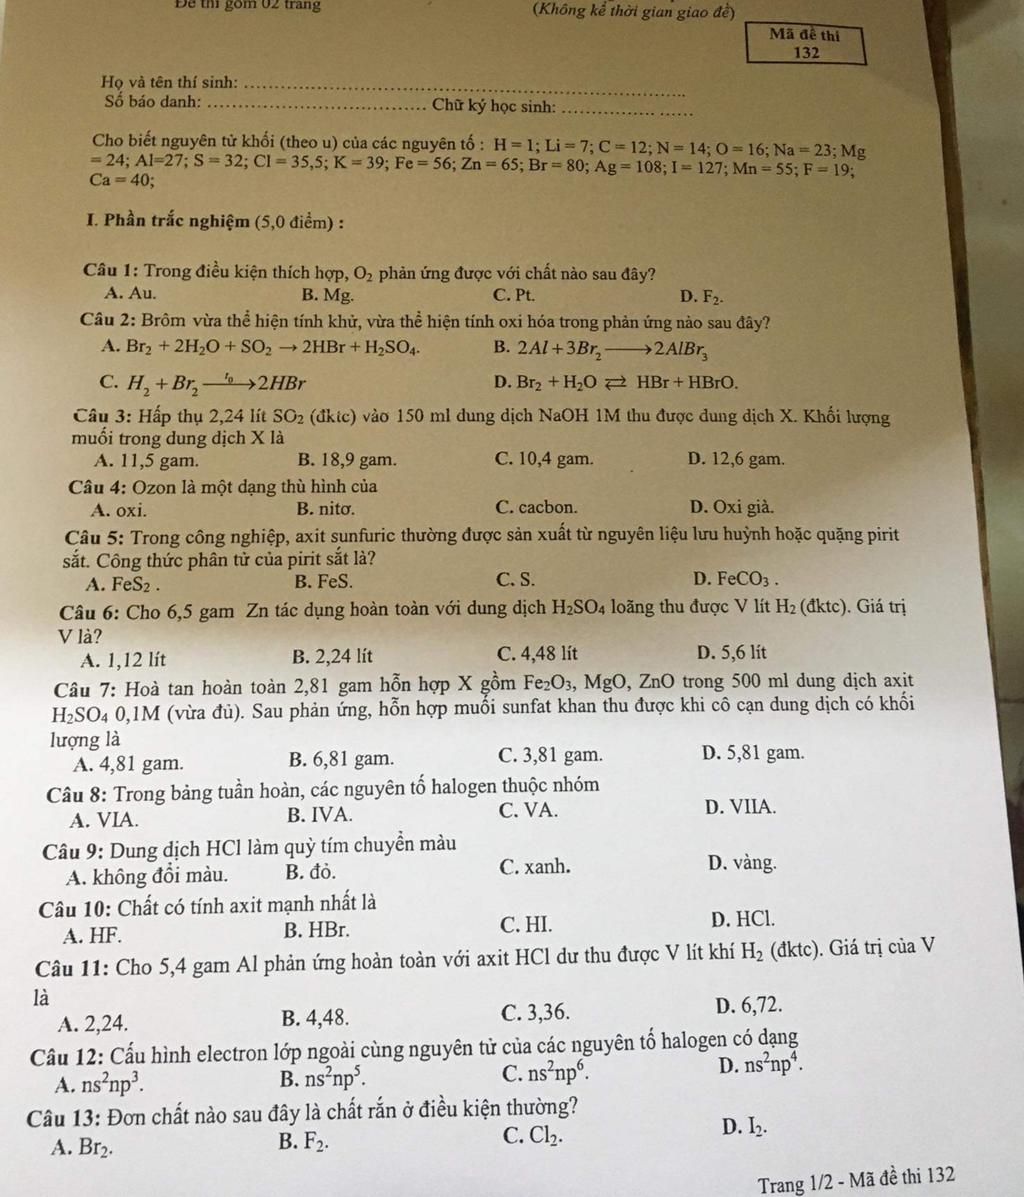 Đề thi gồm 02 trang
(Không kể thời gian giao đề)
Mã đề thi
132
Họ và tên thí sinh: ..........
Số báo danh: .......... Chữ ký học sinh: ..........
Cho biết nguyên tử khối (theo u) của các nguyên tố : H = 1; Li = 7; C = 12; N = 14; O = 16; Na = 23; Mg
= 24; Al=27; S = 32; Cl = 35,5; K = 39; Fe = 56; Zn = 65; Br = 80; Ag = 108; I = 127; Mn = 55; F = 19;
Ca = 40;
I. Phần trắc nghiệm (5,0 điểm) :
Câu 1: Trong điều kiện thích hợp, O₂ phản ứng được với chất nào sau đây?
A. Au. B. Mg. C. Pt. D. F₂.
Câu 2: Brôm vừa thể hiện tính khử, vừa thể hiện tính oxi hóa trong phản ứng nào sau đây?
A. Br₂ + 2H₂O + SO₂ → 2HBr + H₂SO₄. B. 2Al + 3Br₂ ⟶ 2AlBr₃
C. H₂ + Br₂ —t₀→ 2HBr D. Br₂ + H₂O ⇄ HBr + HBrO.
Câu 3: Hấp thụ 2,24 lít SO₂ (đktc) vào 150 ml dung dịch NaOH 1M thu được dung dịch X. Khối lượng
muối trong dung dịch X là
A. 11,5 gam. B. 18,9 gam. C. 10,4 gam. D. 12,6 gam.
Câu 4: Ozon là một dạng thù hình của
A. oxi. B. nitơ. C. cacbon. D. Oxi già.
Câu 5: Trong công nghiệp, axit sunfuric thường được sản xuất từ nguyên liệu lưu huỳnh hoặc quặng pirit
sắt. Công thức phân tử của pirit sắt là?
A. FeS₂ . B. FeS. C. S. D. FeCO₃ .
Câu 6: Cho 6,5 gam Zn tác dụng hoàn toàn với dung dịch H₂SO₄ loãng thu được V lít H₂ (đktc). Giá trị
V là?
A. 1,12 lít B. 2,24 lít C. 4,48 lít D. 5,6 lít
Câu 7: Hoà tan hoàn toàn 2,81 gam hỗn hợp X gồm Fe₂O₃, MgO, ZnO trong 500 ml dung dịch axit
H₂SO₄ 0,1M (vừa đủ). Sau phản ứng, hỗn hợp muối sunfat khan thu được khi cô cạn dung dịch có khối
lượng là
A. 4,81 gam. B. 6,81 gam. C. 3,81 gam. D. 5,81 gam.
Câu 8: Trong bảng tuần hoàn, các nguyên tố halogen thuộc nhóm
A. VIA. B. IVA. C. VA. D. VIIA.
Câu 9: Dung dịch HCl làm quỳ tím chuyển màu
A. không đổi màu. B. đỏ. C. xanh. D. vàng.
Câu 10: Chất có tính axit mạnh nhất là
A. HF. B. HBr. C. HI. D. HCl.
Câu 11: Cho 5,4 gam Al phản ứng hoàn toàn với axit HCl dư thu được V lít khí H₂ (đktc). Giá trị của V
là
A. 2,24. B. 4,48. C. 3,36. D. 6,72.
Câu 12: Cấu hình electron lớp ngoài cùng nguyên tử của các nguyên tố halogen có dạng
A. ns²np³. B. ns²np⁵. C. ns²np⁶. D. ns²np⁴.
Câu 13: Đơn chất nào sau đây là chất rắn ở điều kiện thường?
A. Br₂. B. F₂. C. Cl₂. D. I₂.
Trang 1/2 - Mã đề thi 132